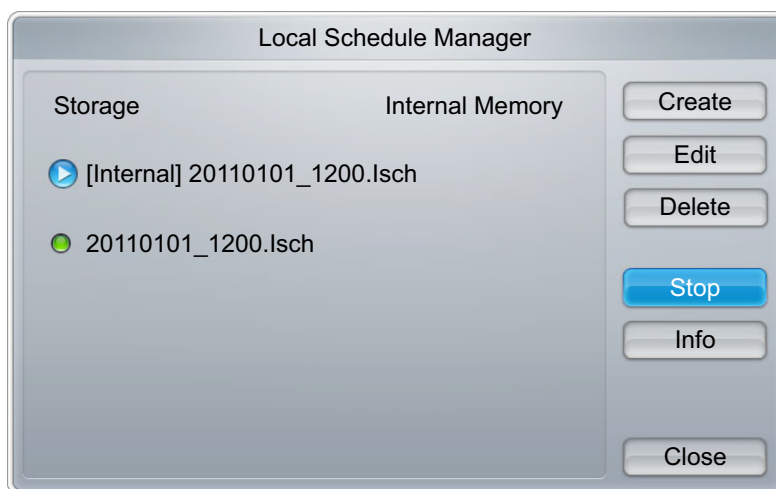 Local Schedule Manager
Storage Internal Memory
[Internal] 20110101_1200.lsch
20110101_1200.lsch
Create
Edit
Delete
Stop
Info
Close